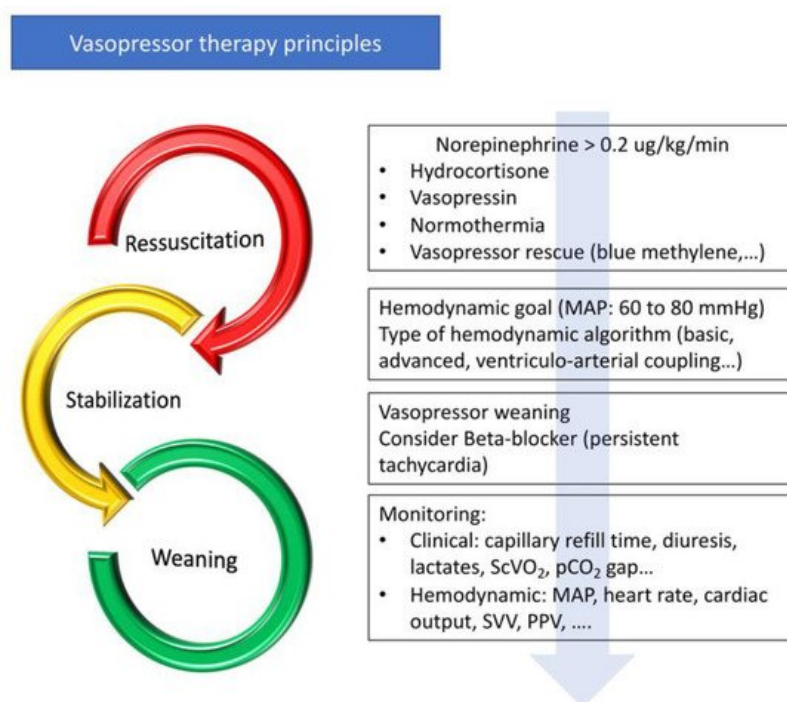 Vasopressor therapy principles
Ressuscitation
Stabilization
Weaning
Norepinephrine > 0.2 ug/kg/min
• Hydrocortisone
• Vasopressin
• Normothermia
• Vasopressor rescue (blue methylene,...)
Hemodynamic goal (MAP: 60 to 80 mmHg)
Type of hemodynamic algorithm (basic,
advanced, ventriculo-arterial coupling...)
Vasopressor weaning
Consider Beta-blocker (persistent
tachycardia)
Monitoring:
• Clinical: capillary refill time, diuresis,
lactates, ScVO₂, pCO₂ gap...
• Hemodynamic: MAP, heart rate, cardiac
output, SVV, PPV, ....